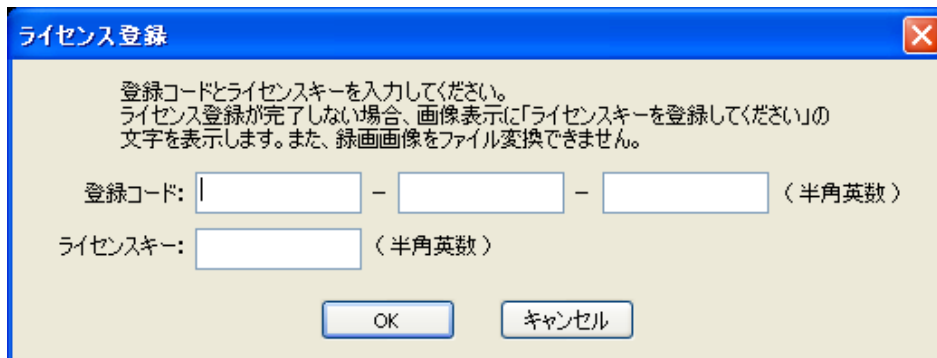 ライセンス登録
登録コードとライセンスキーを入力してください。
ライセンス登録が完了しない場合、画像表示に「ライセンスキーを登録してください」の
文字を表示します。また、録画画像をファイル変換できません。
登録コード: - - （半角英数）
ライセンスキー: （半角英数）
OK キャンセル